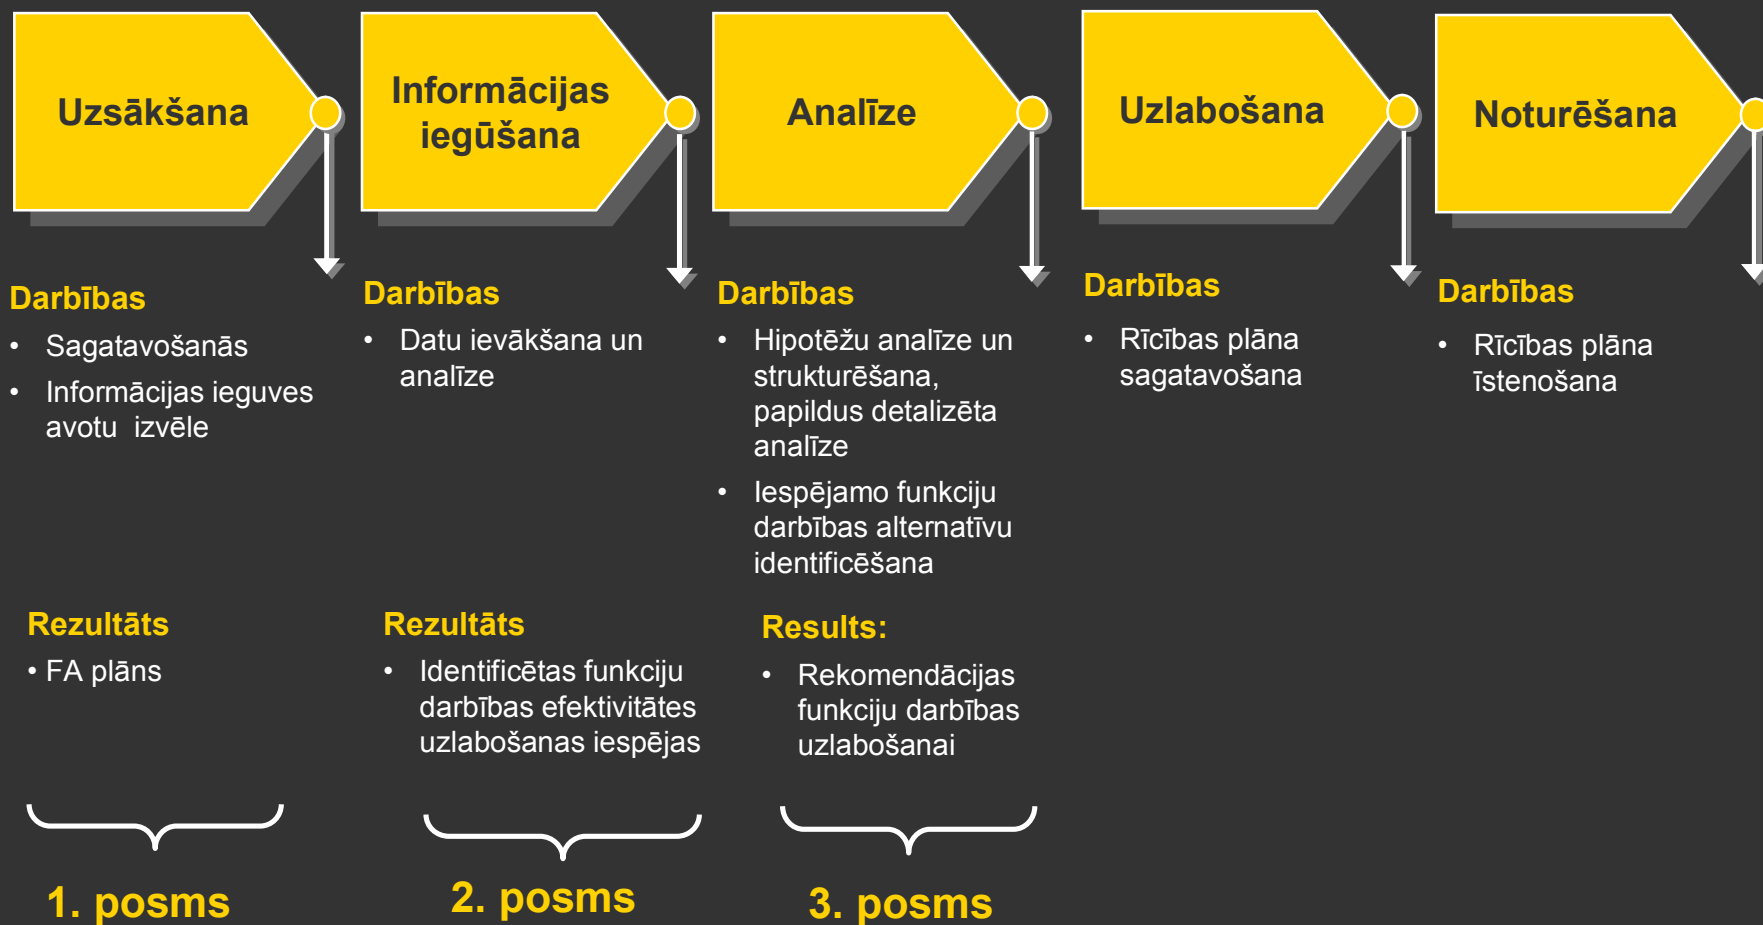 Uzsākšana
Informācijas
iegūšana
Analīze
Uzlabošana
Noturēšana
Darbības
• Sagatavošanās
• Informācijas ieguves
avotu izvēle
Darbības
• Datu ievākšana un
analīze
Darbības
• Hipotēžu analīze un
strukturēšana,
papildus detalizēta
analīze
• Iespējamo funkciju
darbības alternatīvu
identificēšana
Darbības
• Rīcības plāna
sagatavošana
Darbības
• Rīcības plāna
īstenošana
Rezultāts
• FA plāns
Rezultāts
• Identificētas funkciju
darbības efektivitātes
uzlabošanas iespējas
Results:
• Rekomendācijas
funkciju darbības
uzlabošanai
1. posms
2. posms
3. posms